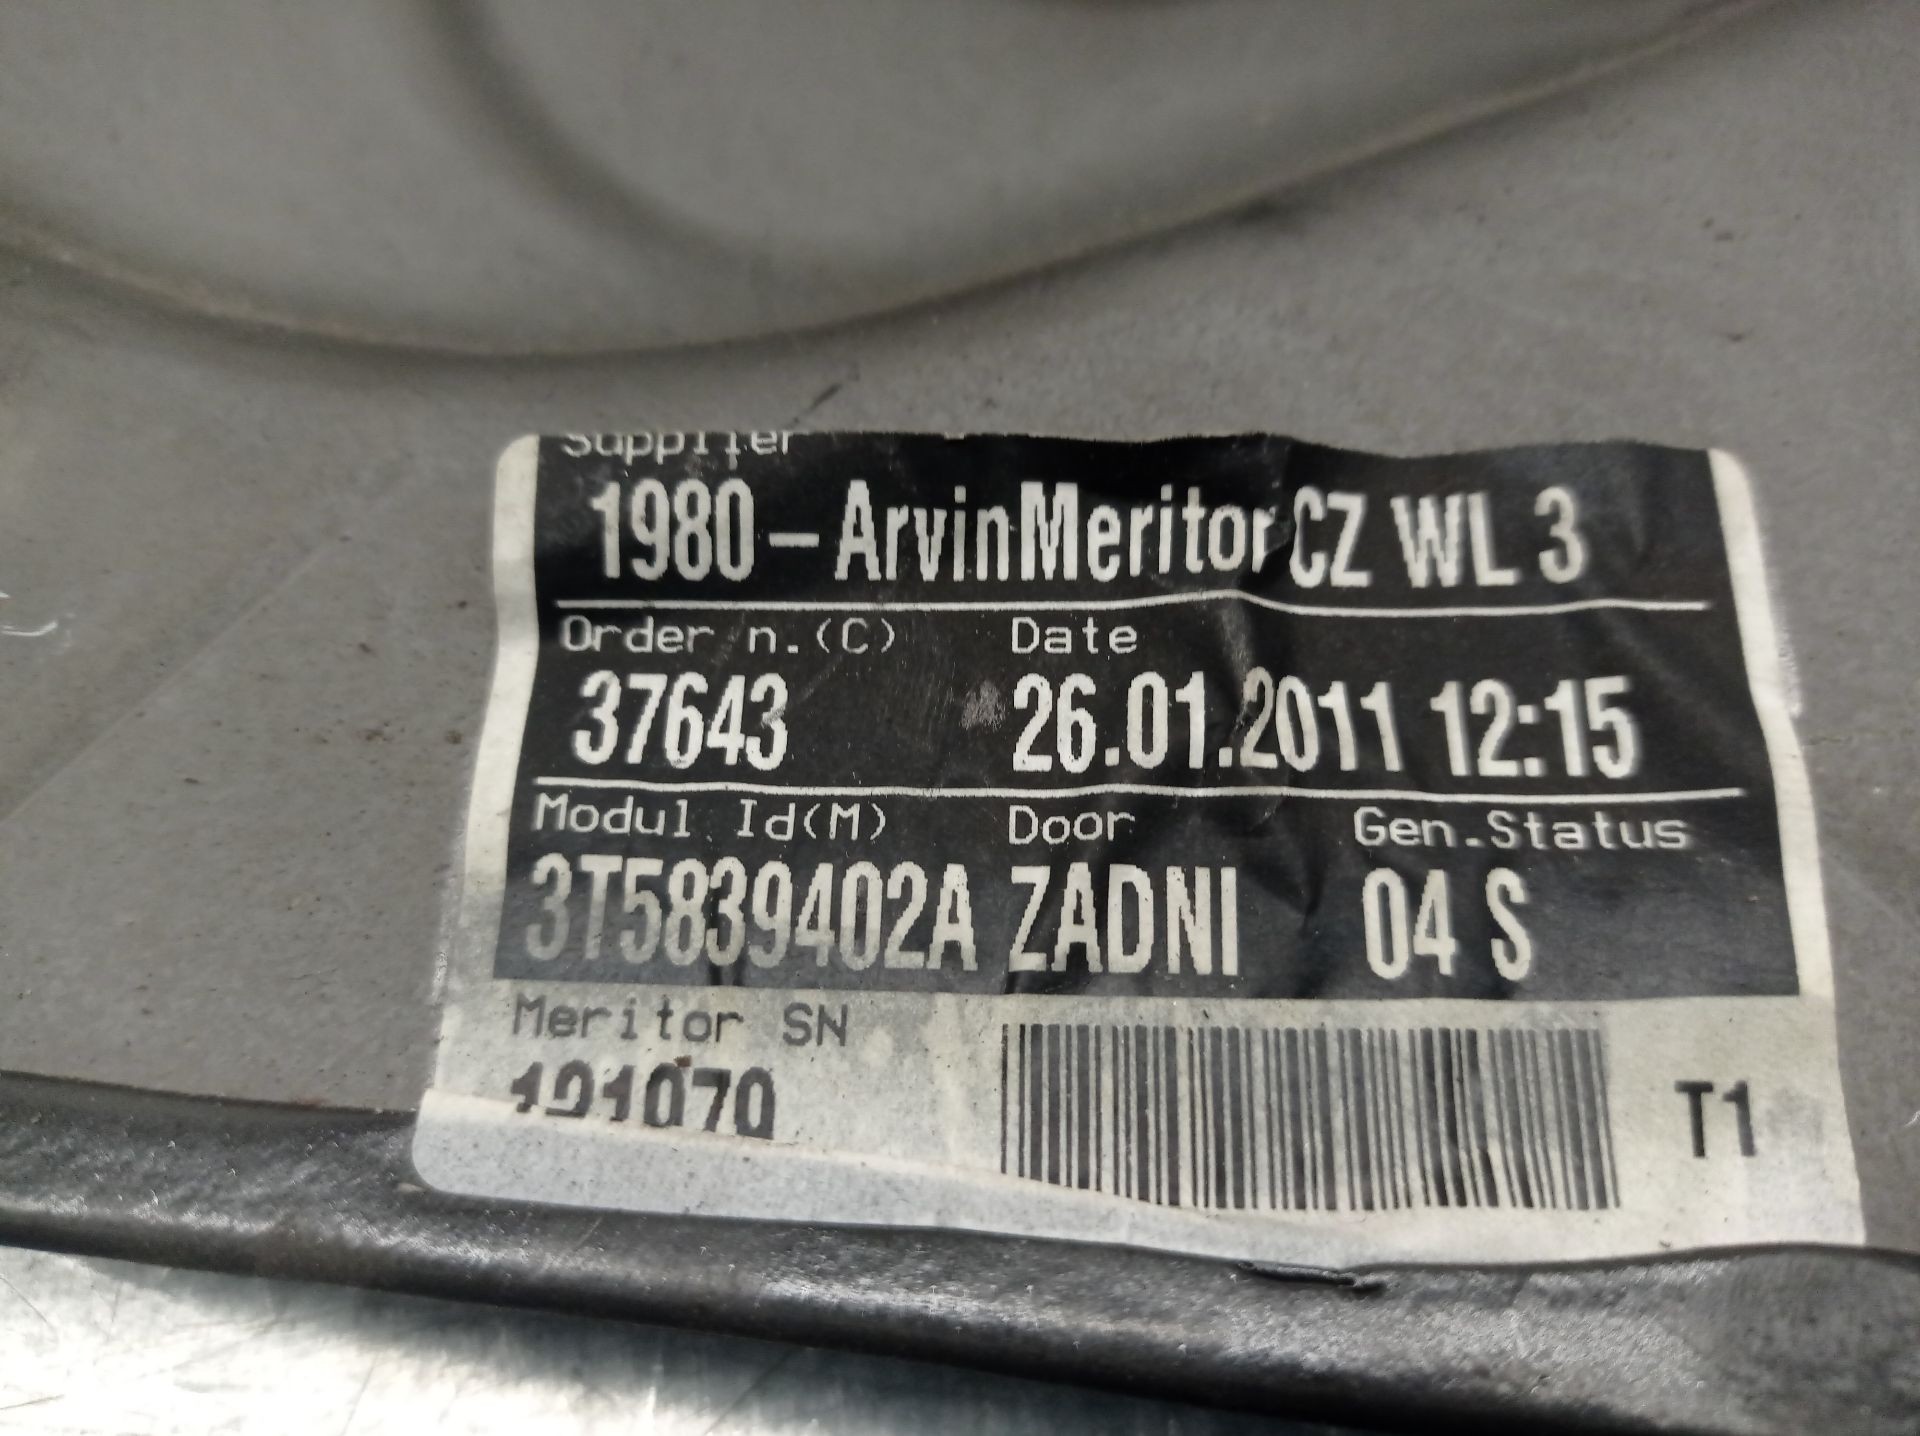 Supplier
1980 - ArvinMeritor CZ WL 3
Order n.(C) Date
37643 26.01.2011 12:15
Modul Id(M) Door Gen.Status
3T5839402A ZADNI 04 S
Meritor SN
T1